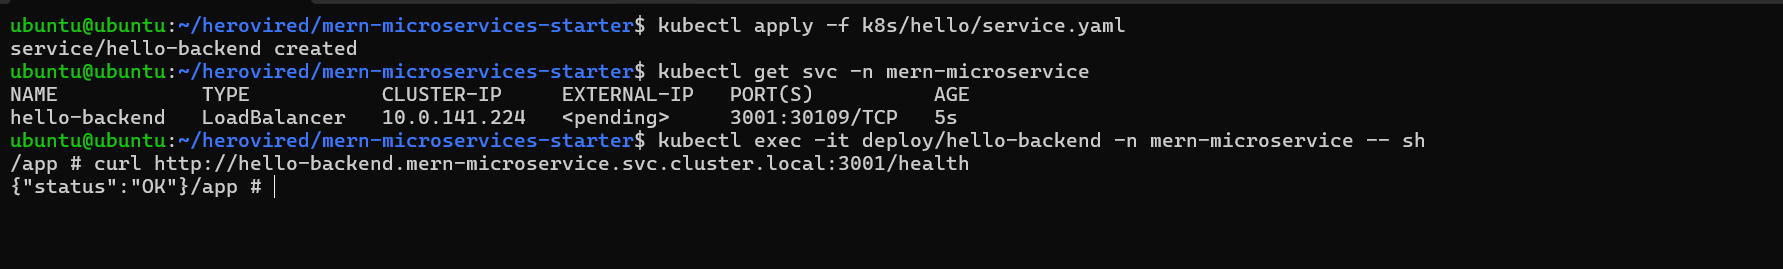 ubuntu@ubuntu:~/herovired/mern-microservices-starter$ kubectl apply -f k8s/hello/service.yaml
service/hello-backend created
ubuntu@ubuntu:~/herovired/mern-microservices-starter$ kubectl get svc -n mern-microservice
NAME            TYPE           CLUSTER-IP     EXTERNAL-IP   PORT(S)          AGE
hello-backend   LoadBalancer   10.0.141.224   <pending>     3001:30109/TCP   5s
ubuntu@ubuntu:~/herovired/mern-microservices-starter$ kubectl exec -it deploy/hello-backend -n mern-microservice -- sh
/app # curl http://hello-backend.mern-microservice.svc.cluster.local:3001/health
{"status":"OK"}/app #